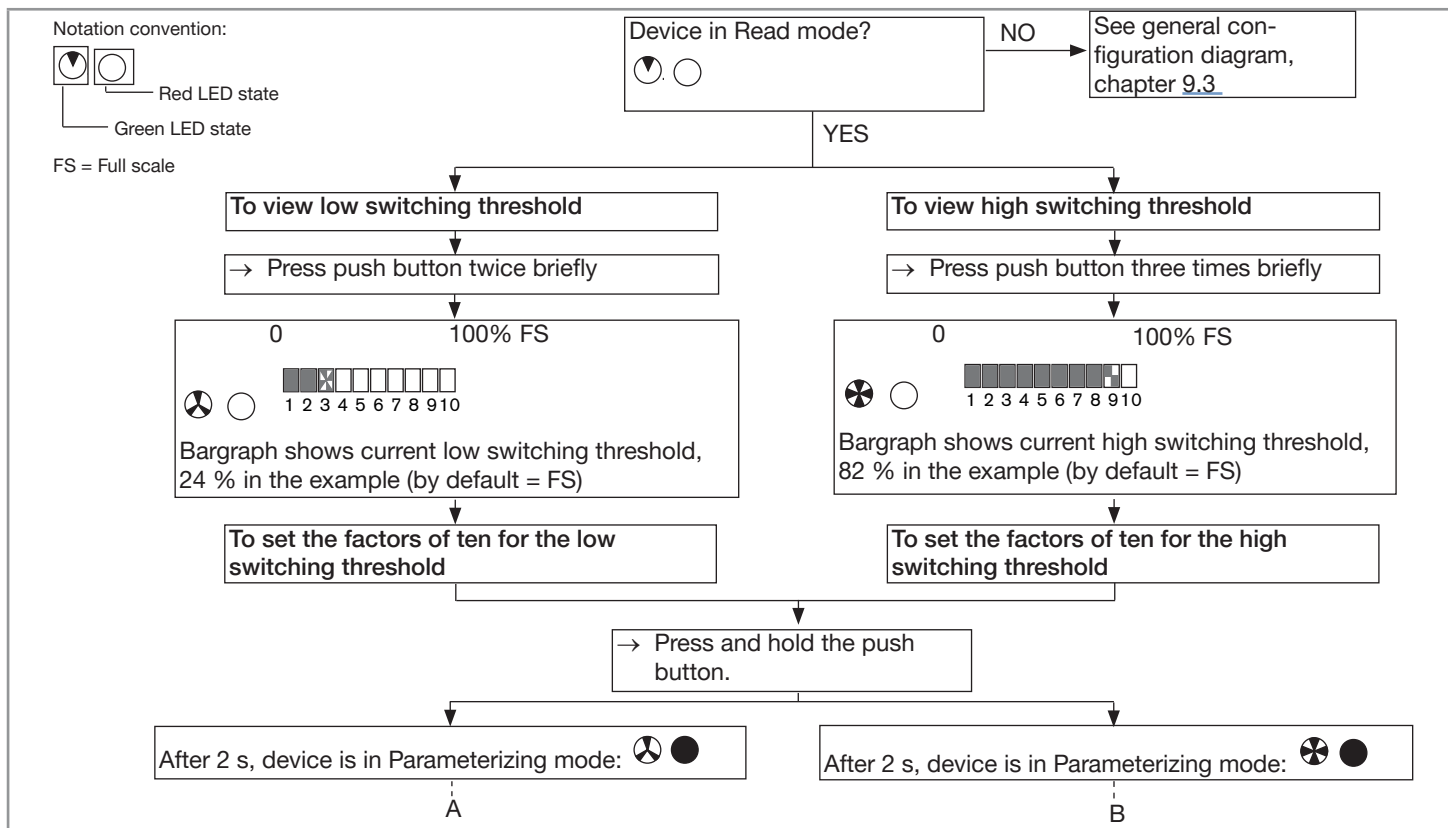 Notation convention:
Red LED state
Green LED state
FS = Full scale
Device in Read mode?
NO
See general con-
figuration diagram,
chapter 9.3
YES
To view low switching threshold
To view high switching threshold
→ Press push button twice briefly
→ Press push button three times briefly
0 100% FS
1 2 3 4 5 6 7 8 9 10
Bargraph shows current low switching threshold,
24 % in the example (by default = FS)
0 100% FS
1 2 3 4 5 6 7 8 9 10
Bargraph shows current high switching threshold,
82 % in the example (by default = FS)
To set the factors of ten for the low
switching threshold
To set the factors of ten for the high
switching threshold
→ Press and hold the push
button.
After 2 s, device is in Parameterizing mode:
After 2 s, device is in Parameterizing mode:
A
B